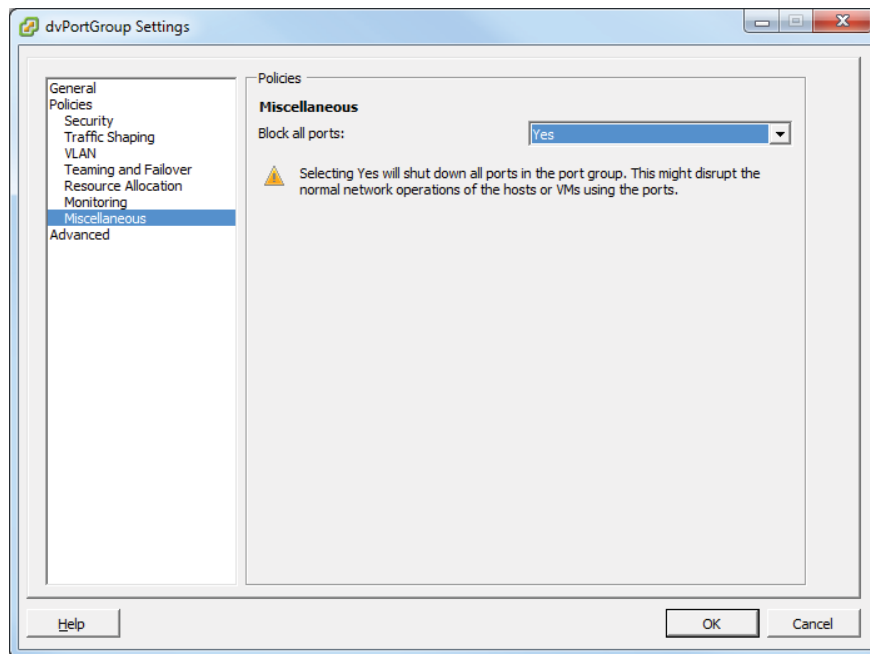 dvPortGroup Settings
General
Policies
Security
Traffic Shaping
VLAN
Teaming and Failover
Resource Allocation
Monitoring
Miscellaneous
Advanced
Policies
Miscellaneous
Block all ports: Yes
Selecting Yes will shut down all ports in the port group. This might disrupt the
normal network operations of the hosts or VMs using the ports.
Help OK Cancel